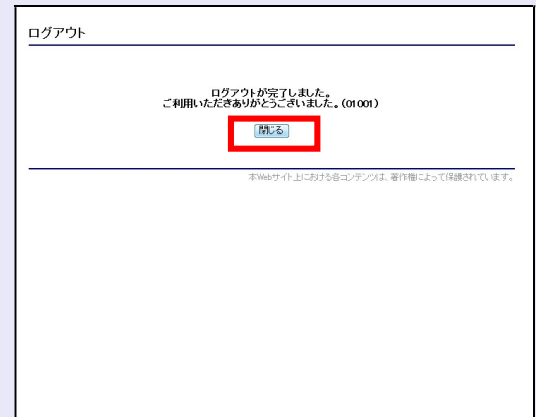 ログアウト
ログアウトが完了しました。
ご利用いただきありがとうございました。(01001)
閉じる
本Webサイト上における各コンテンツは、著作権によって保護されています。